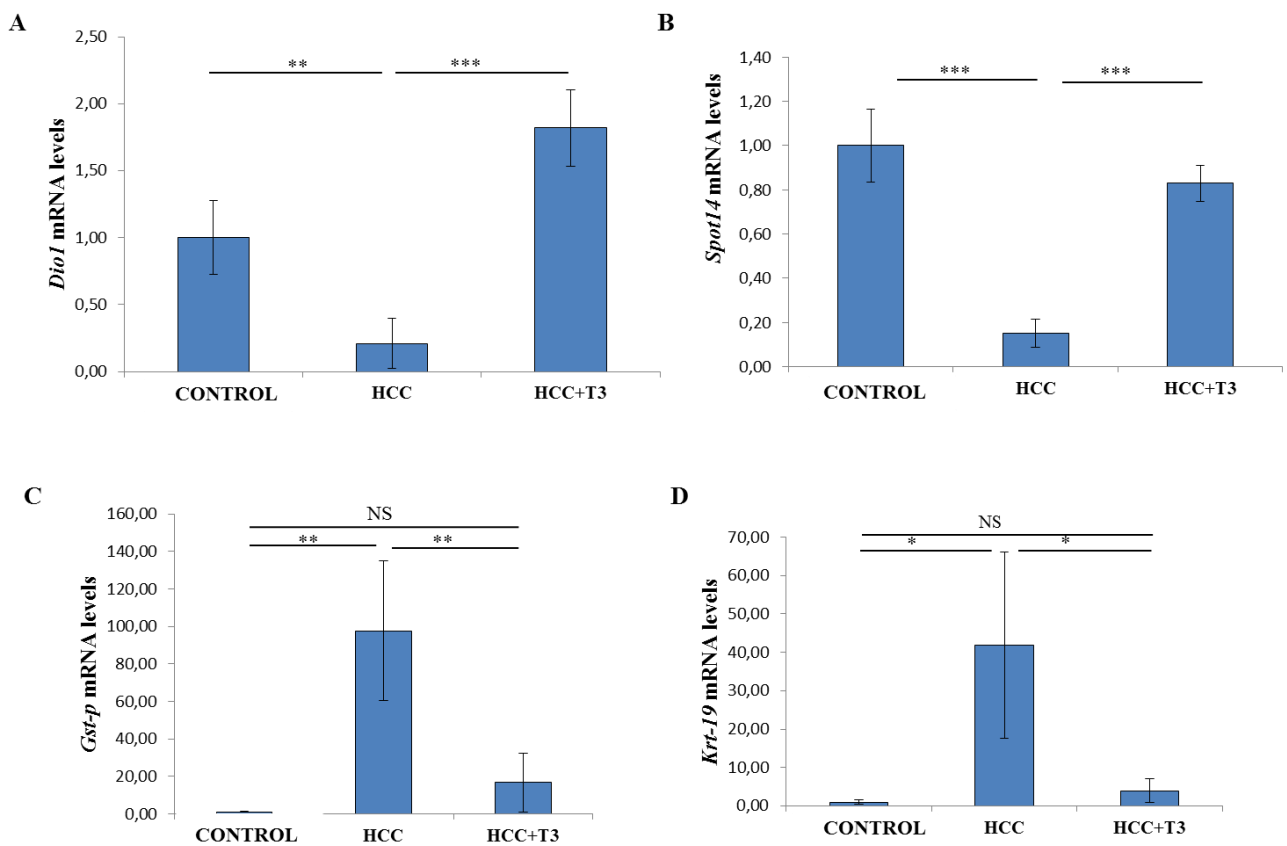 A
Dio1 mRNA levels
2,50
2,00
1,50
1,00
0,50
0,00
**
***
CONTROL
HCC
HCC+T3
B
Spot14 mRNA levels
1,40
1,20
1,00
0,80
0,60
0,40
0,20
0,00
***
***
CONTROL
HCC
HCC+T3
C
Gst-p mRNA levels
160,00
140,00
120,00
100,00
80,00
60,00
40,00
20,00
0,00
NS
**
**
CONTROL
HCC
HCC+T3
D
Krt-19 mRNA levels
70,00
60,00
50,00
40,00
30,00
20,00
10,00
0,00
NS
*
*
CONTROL
HCC
HCC+T3